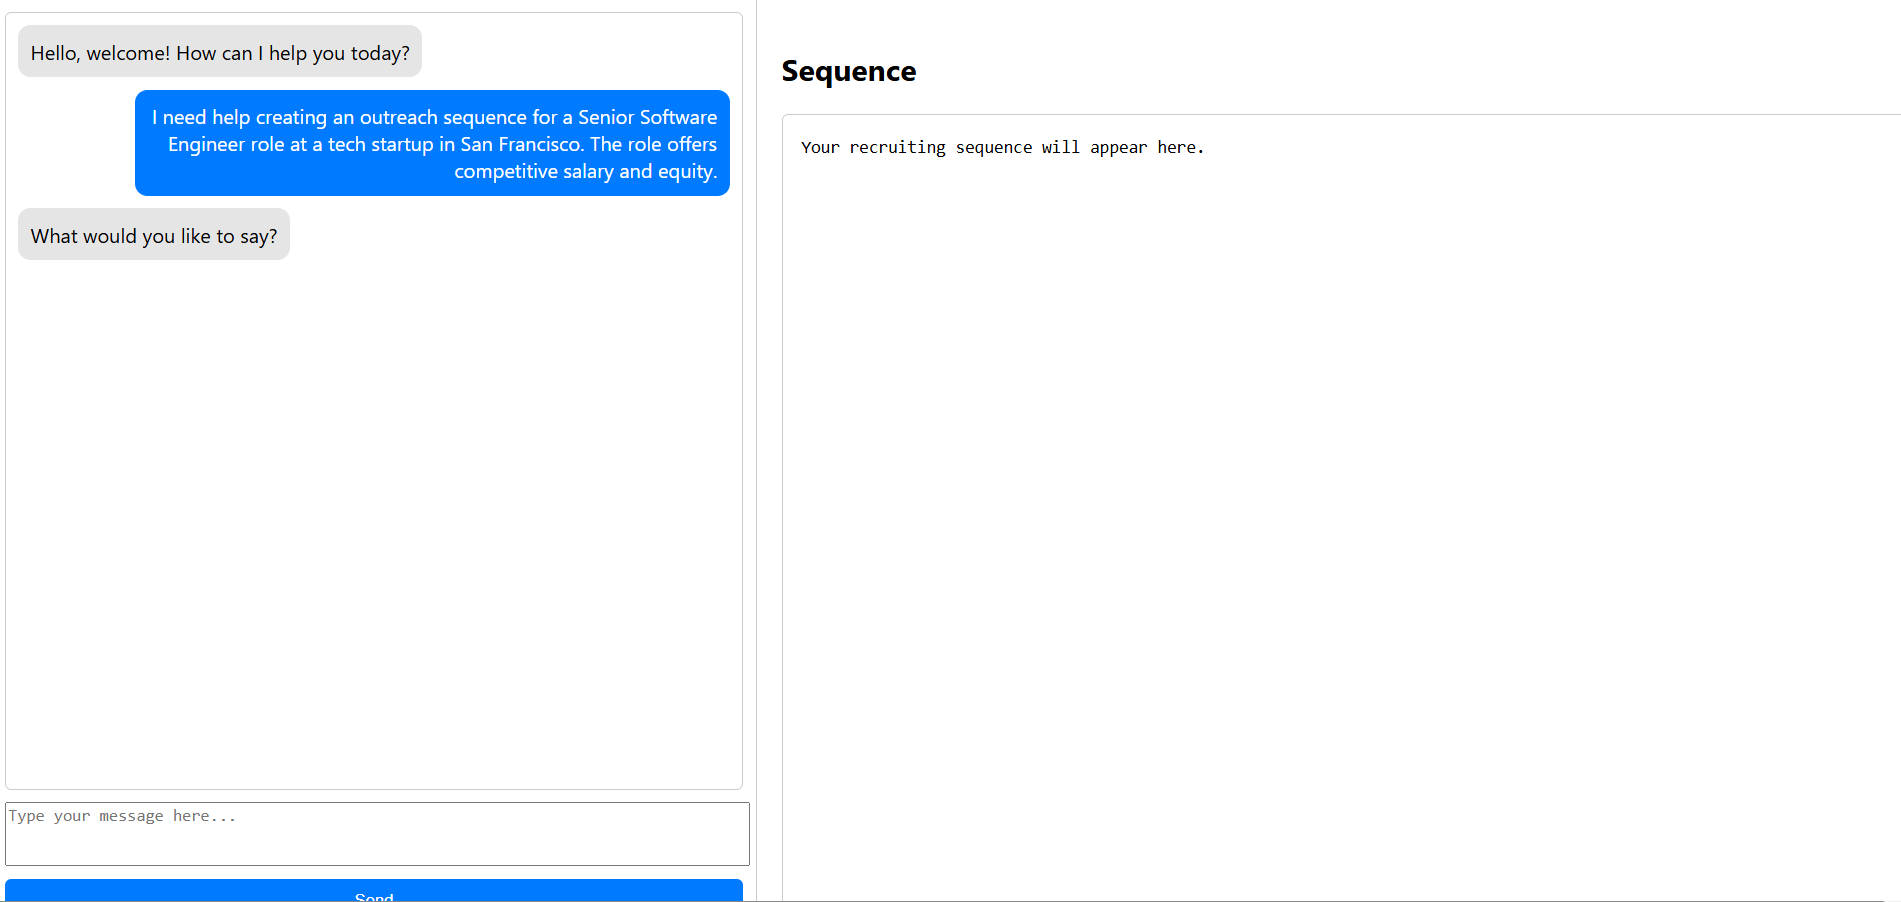 Hello, welcome! How can I help you today?
I need help creating an outreach sequence for a Senior Software
Engineer role at a tech startup in San Francisco. The role offers
competitive salary and equity.
What would you like to say?
Type your message here...
Send
Sequence
Your recruiting sequence will appear here.